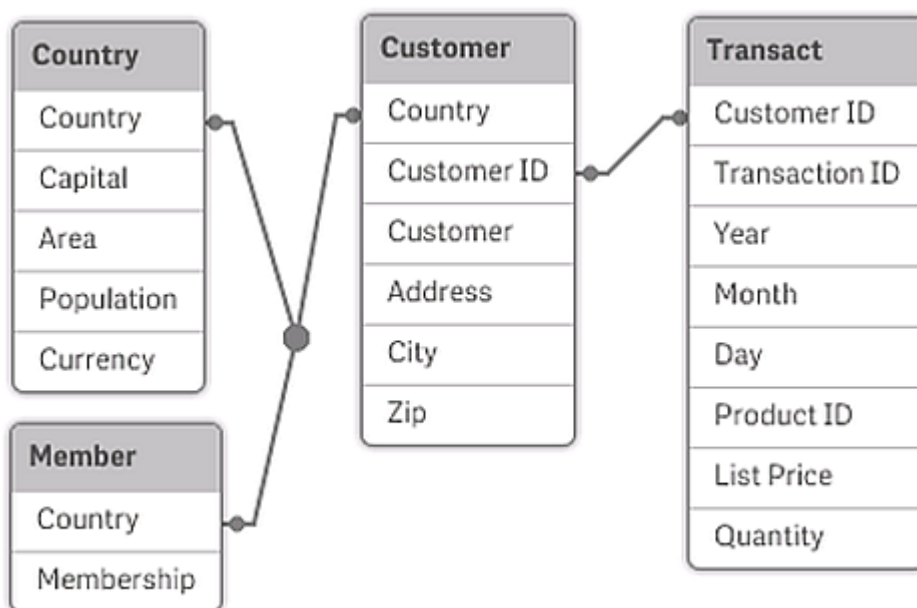 Country
Country
Capital
Area
Population
Currency
Member
Country
Membership
Customer
Country
Customer ID
Customer
Address
City
Zip
Transact
Customer ID
Transaction ID
Year
Month
Day
Product ID
List Price
Quantity